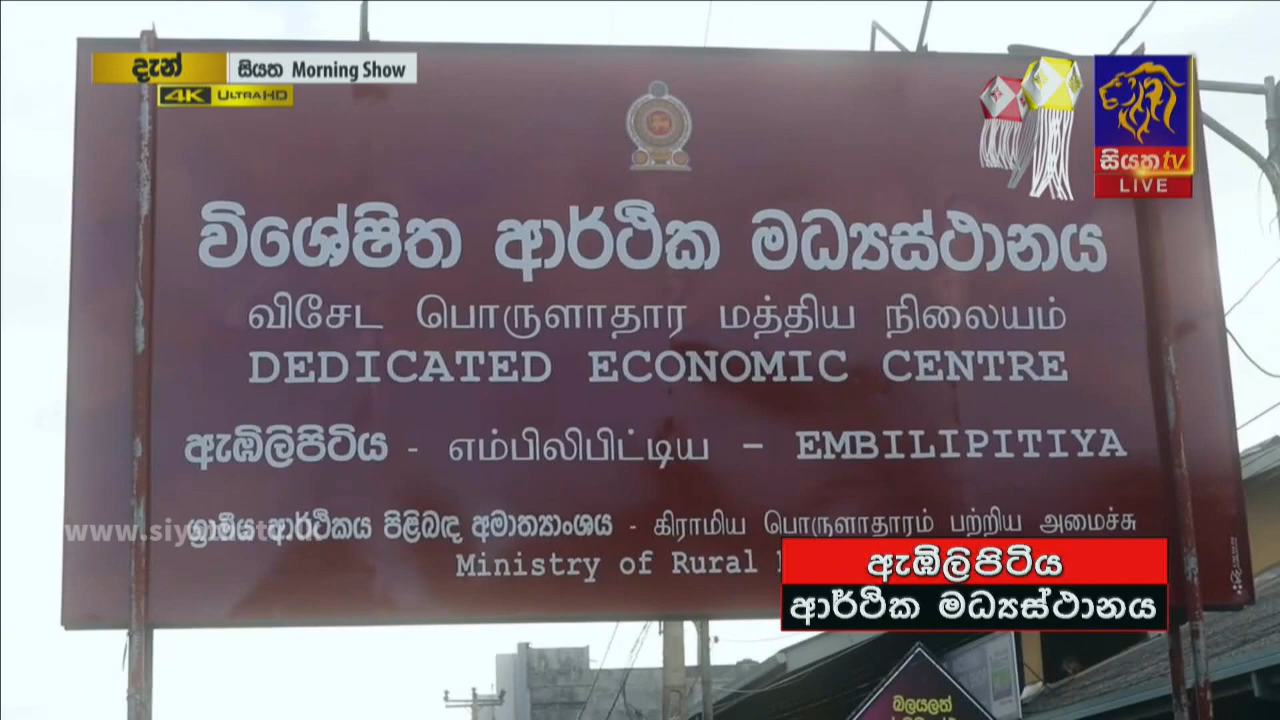 දැන්
සියත Morning Show
4K ULTRA HD
සියත tv
LIVE
විශේෂිත ආර්ථික මධ්‍යස්ථානය
விசேட பொருளாதார மத்திய நிலையம்
DEDICATED ECONOMIC CENTRE
ඇඹිලිපිටිය - எம்பிலிபிட்டிய - EMBILIPITIYA
ග්‍රාමීය ආර්ථිකය පිළිබඳ අමාත්‍යාංශය - கிராமிய பொருளாதாரம் பற்றிய அமைச்சு
Ministry of Rural
ඇඹිලිපිටිය
ආර්ථික මධ්‍යස්ථානය
බලයලත්